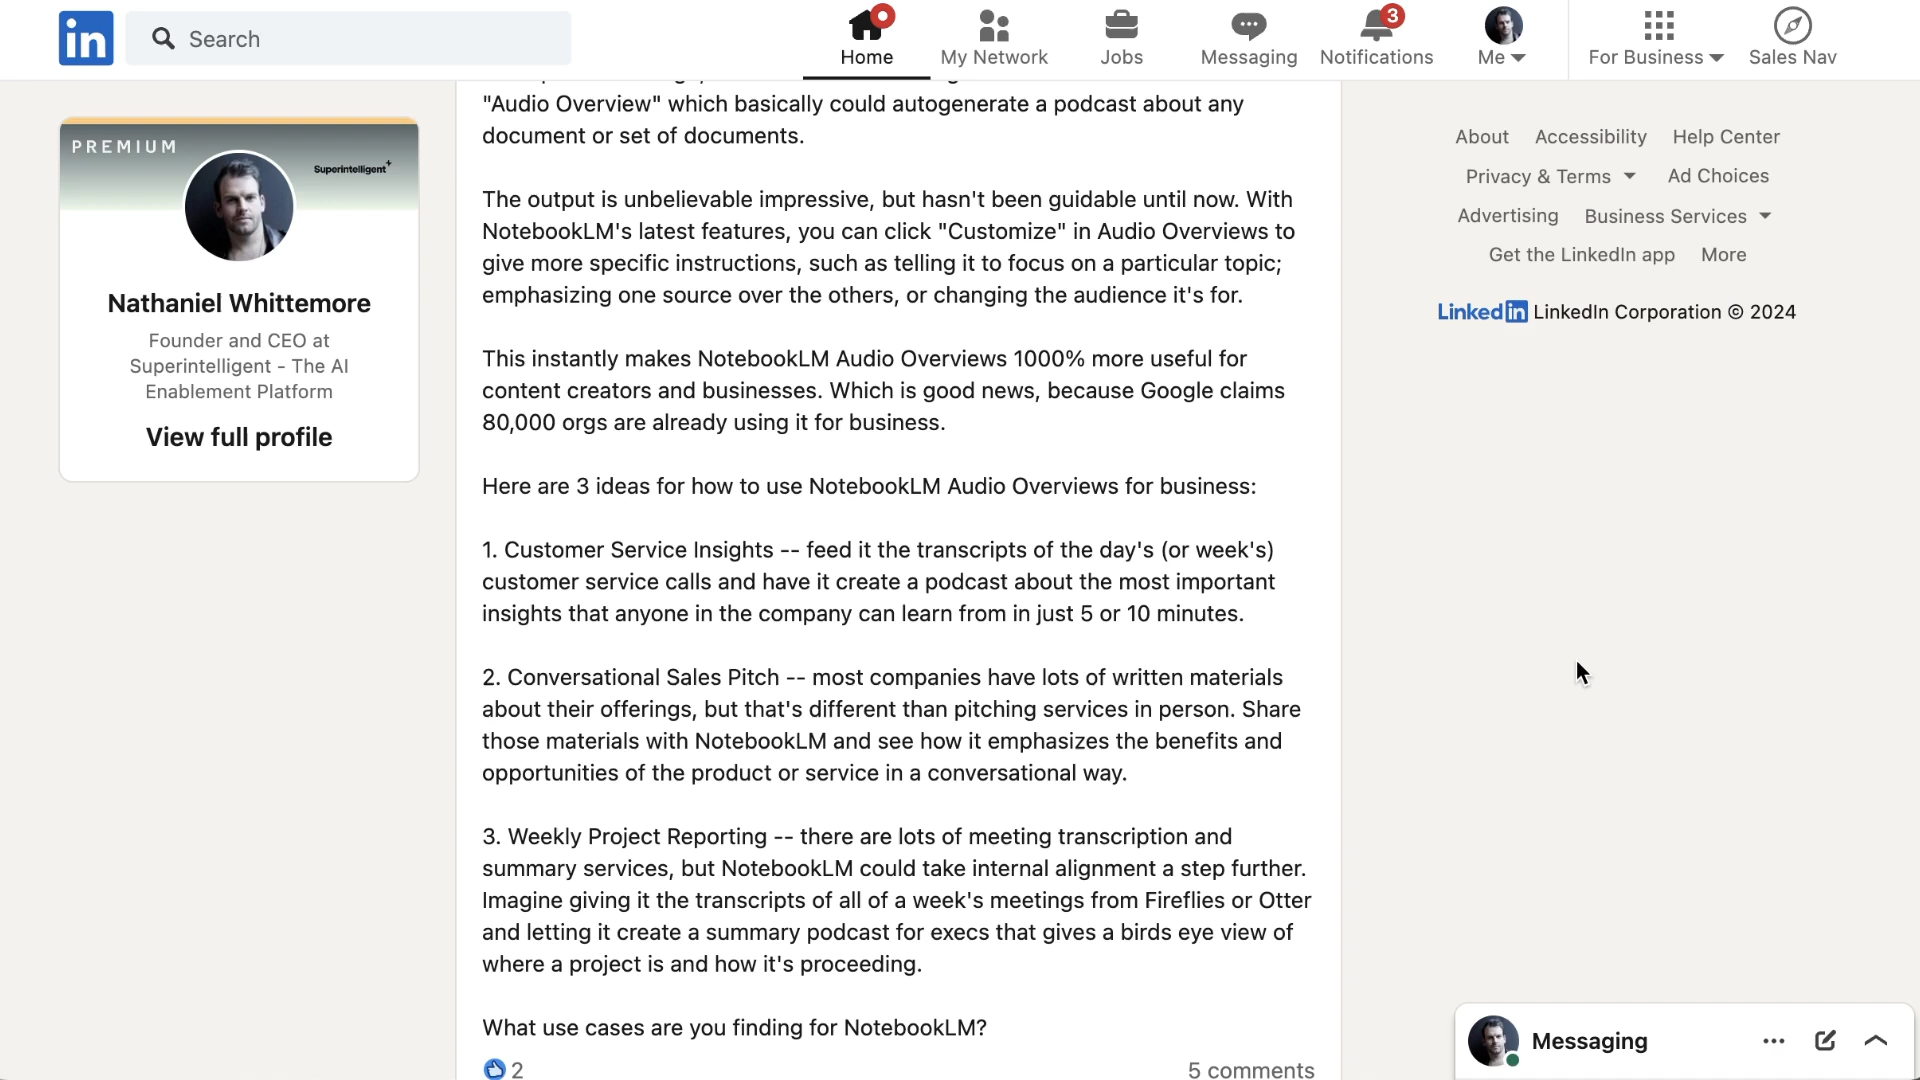 in
Search
Home
My Network
Jobs
Messaging
3
Notifications
Me
For Business
Sales Nav
PREMIUM
Superintelligent+
Nathaniel Whittemore
Founder and CEO at
Superintelligent - The AI
Enablement Platform
View full profile
"Audio Overview" which basically could autogenerate a podcast about any
document or set of documents.
The output is unbelievable impressive, but hasn't been guidable until now. With
NotebookLM's latest features, you can click "Customize" in Audio Overviews to
give more specific instructions, such as telling it to focus on a particular topic;
emphasizing one source over the others, or changing the audience it's for.
This instantly makes NotebookLM Audio Overviews 1000% more useful for
content creators and businesses. Which is good news, because Google claims
80,000 orgs are already using it for business.
Here are 3 ideas for how to use NotebookLM Audio Overviews for business:
1. Customer Service Insights -- feed it the transcripts of the day's (or week's)
customer service calls and have it create a podcast about the most important
insights that anyone in the company can learn from in just 5 or 10 minutes.
2. Conversational Sales Pitch -- most companies have lots of written materials
about their offerings, but that's different than pitching services in person. Share
those materials with NotebookLM and see how it emphasizes the benefits and
opportunities of the product or service in a conversational way.
3. Weekly Project Reporting -- there are lots of meeting transcription and
summary services, but NotebookLM could take internal alignment a step further.
Imagine giving it the transcripts of all of a week's meetings from Fireflies or Otter
and letting it create a summary podcast for execs that gives a birds eye view of
where a project is and how it's proceeding.
What use cases are you finding for NotebookLM?
2
5 comments
About Accessibility Help Center
Privacy & Terms Ad Choices
Advertising Business Services
Get the LinkedIn app More
Linkedin LinkedIn Corporation © 2024
Messaging